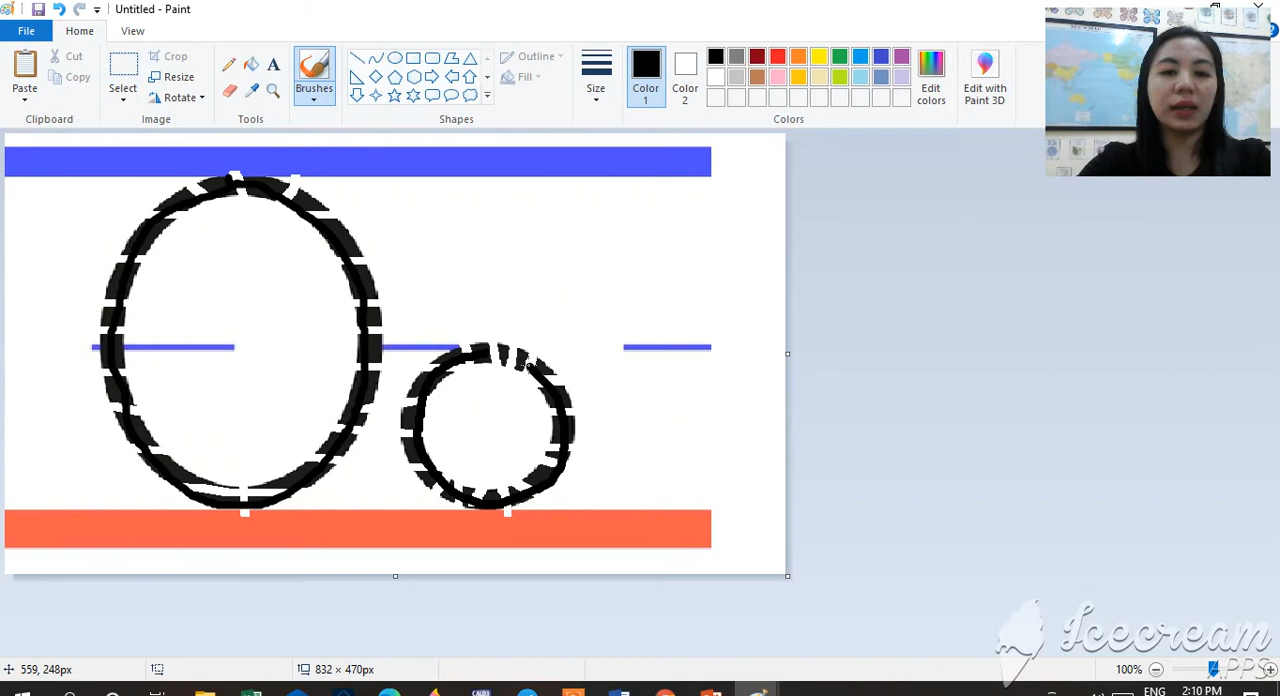 Untitled - Paint
File Home View
Paste Cut Copy Select Crop Resize Rotate Brushes Outline Fill Size Color 1 Color 2 Edit colors Edit with Paint 3D
Clipboard Image Tools Shapes Colors
Oo
559, 248px 832 × 470px 100%
Icecream APPS
ENG 2:10 PM